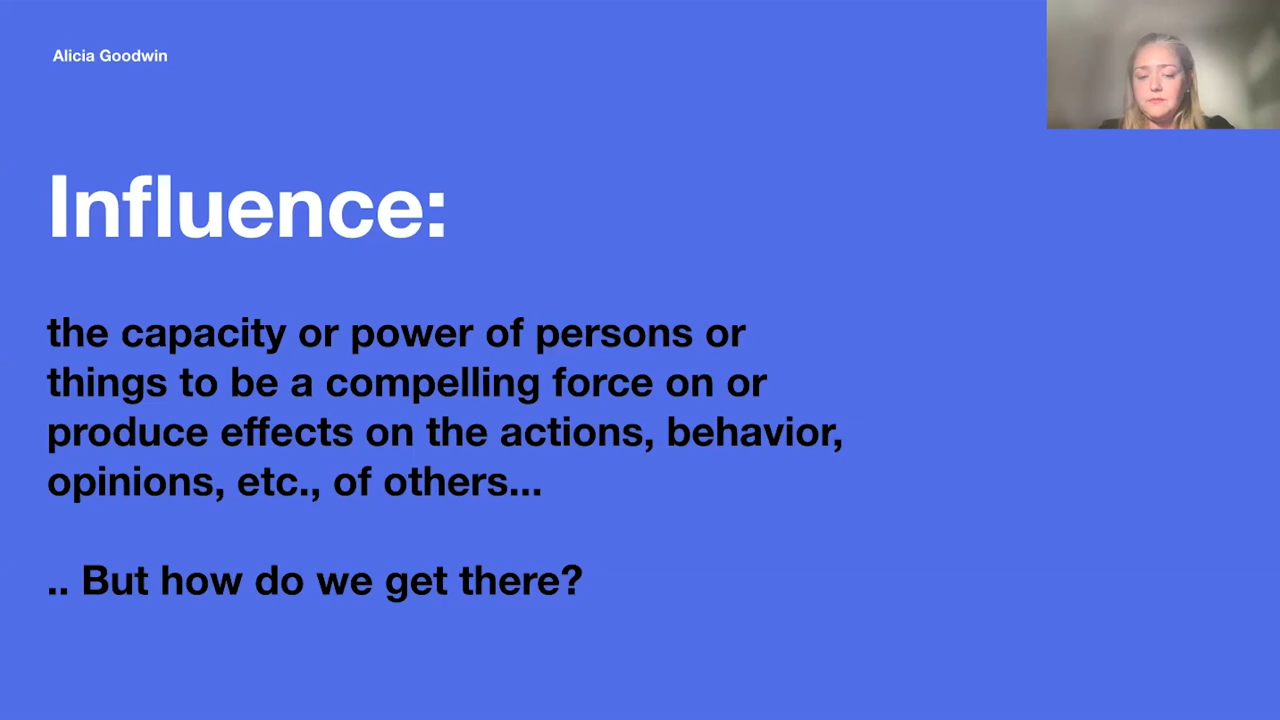 Alicia Goodwin
Influence:
the capacity or power of persons or
things to be a compelling force on or
produce effects on the actions, behavior,
opinions, etc., of others...
.. But how do we get there?